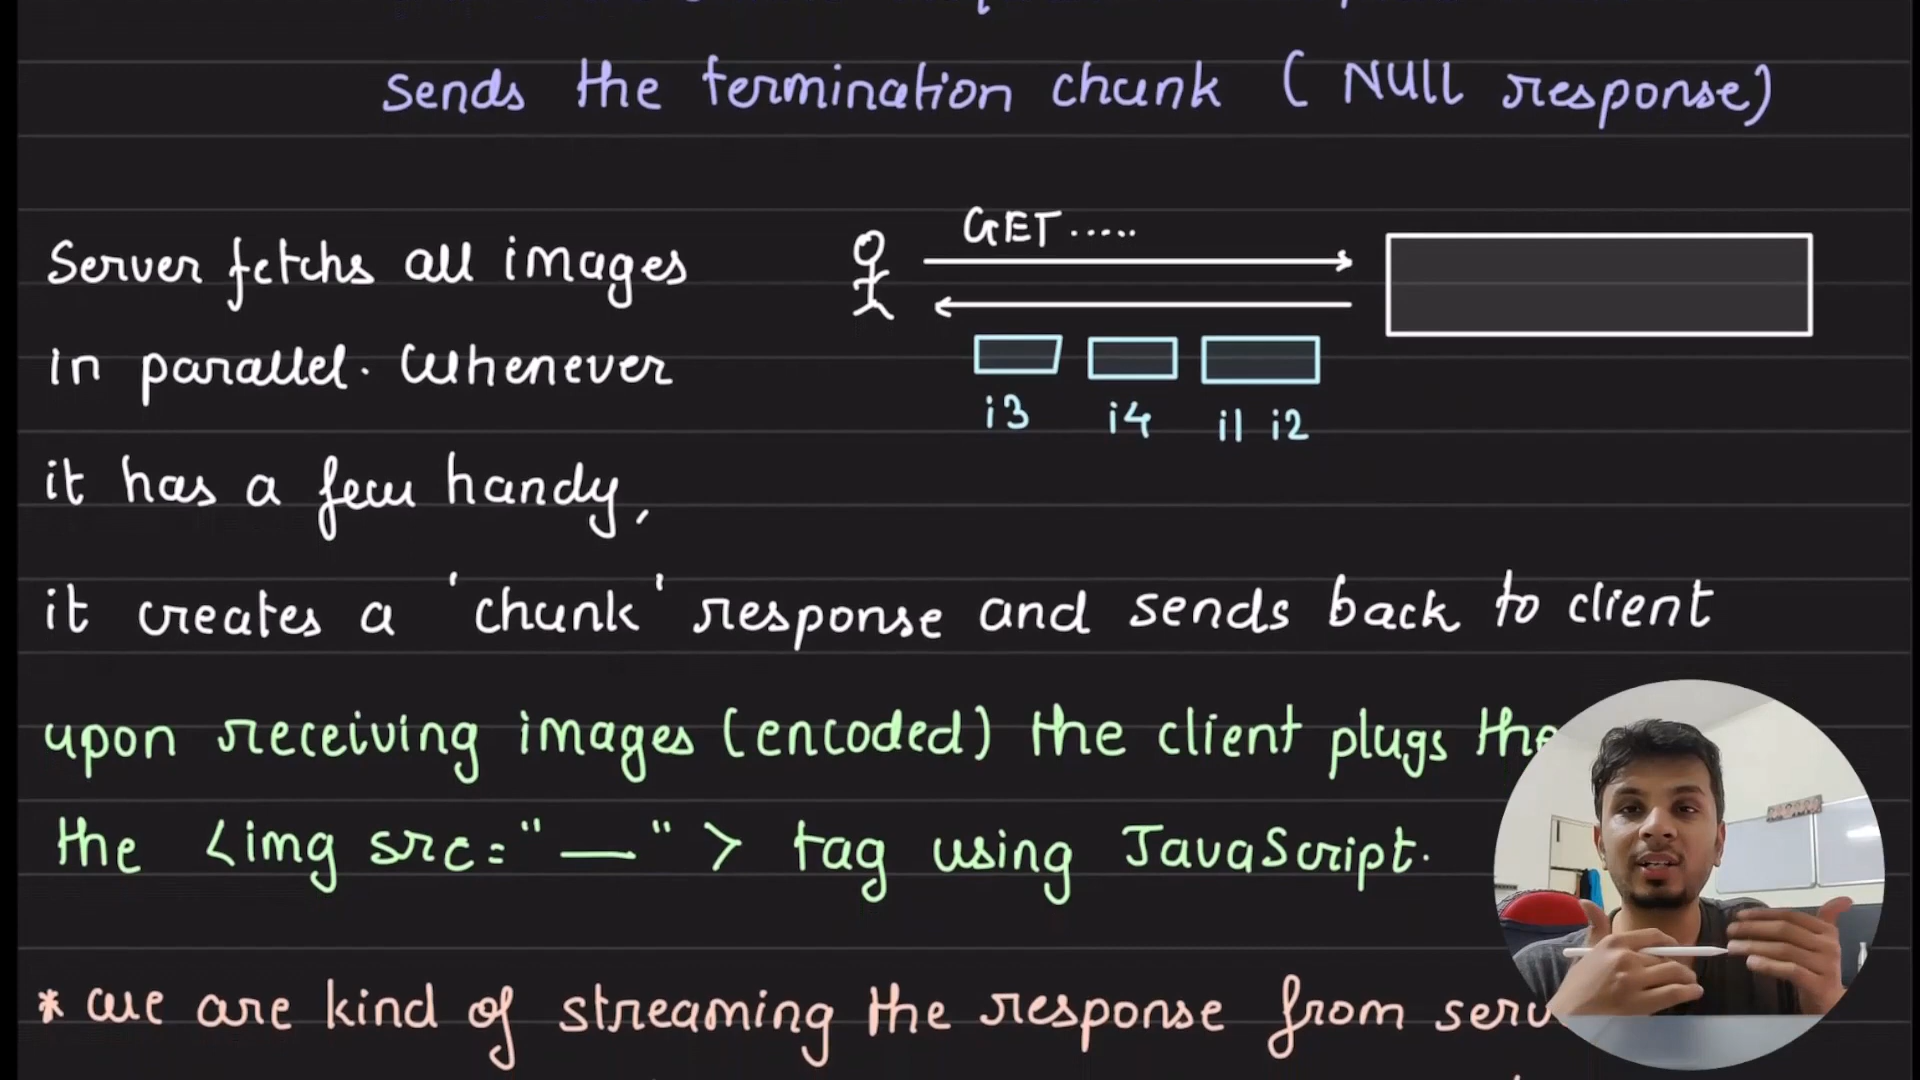 sends the termination chunk ( NULL response)
GET.....
Server fetchs all images
in parallel. Whenever
i3 i4 i1 i2
it has a few handy,
it creates a 'chunk' response and sends back to client
upon receiving images (encoded) the client plugs
the <img src="—"> tag using JavaScript.
* we are kind of streaming the response from